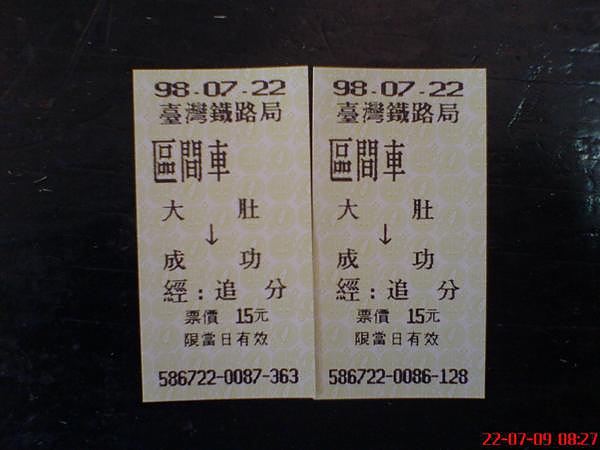 98.07.22
臺灣鐵路局
區間車
大肚
↓
成功
經：追分
票價 15元
限當日有效
586722-0087-363
98.07.22
臺灣鐵路局
區間車
大肚
↓
成功
經：追分
票價 15元
限當日有效
586722-0086-128
22-07-09 08:27